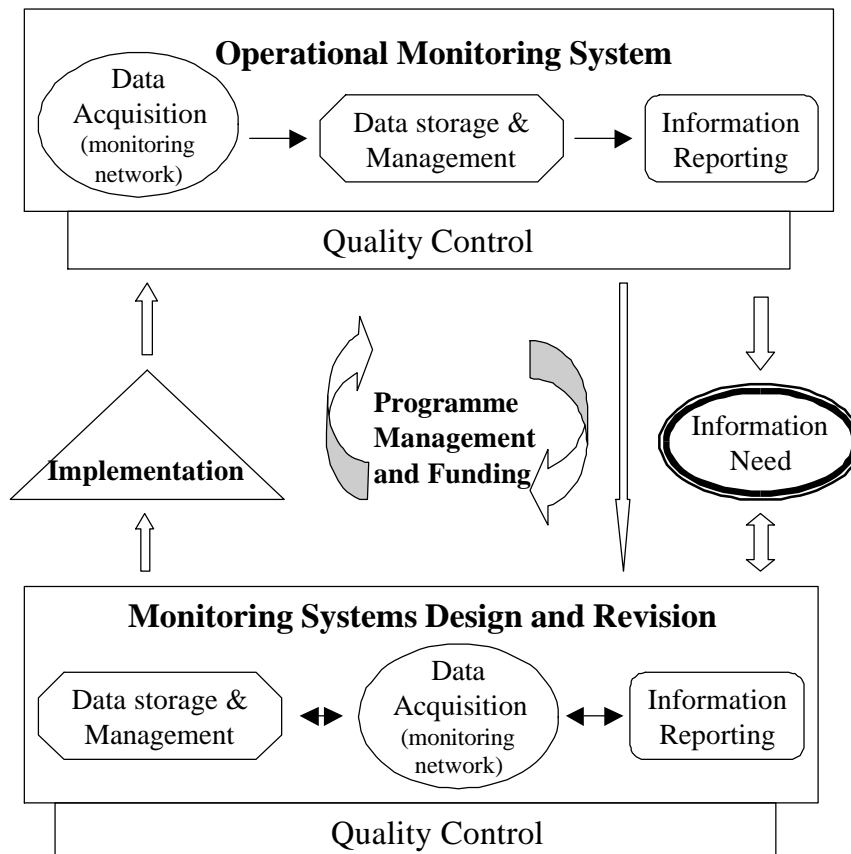 Operational Monitoring System
Data
Acquisition
(monitoring
network)
Data storage &
Management
Information
Reporting
Quality Control
Implementation
Programme
Management
and Funding
Information
Need
Monitoring Systems Design and Revision
Data storage &
Management
Data
Acquisition
(monitoring
network)
Information
Reporting
Quality Control